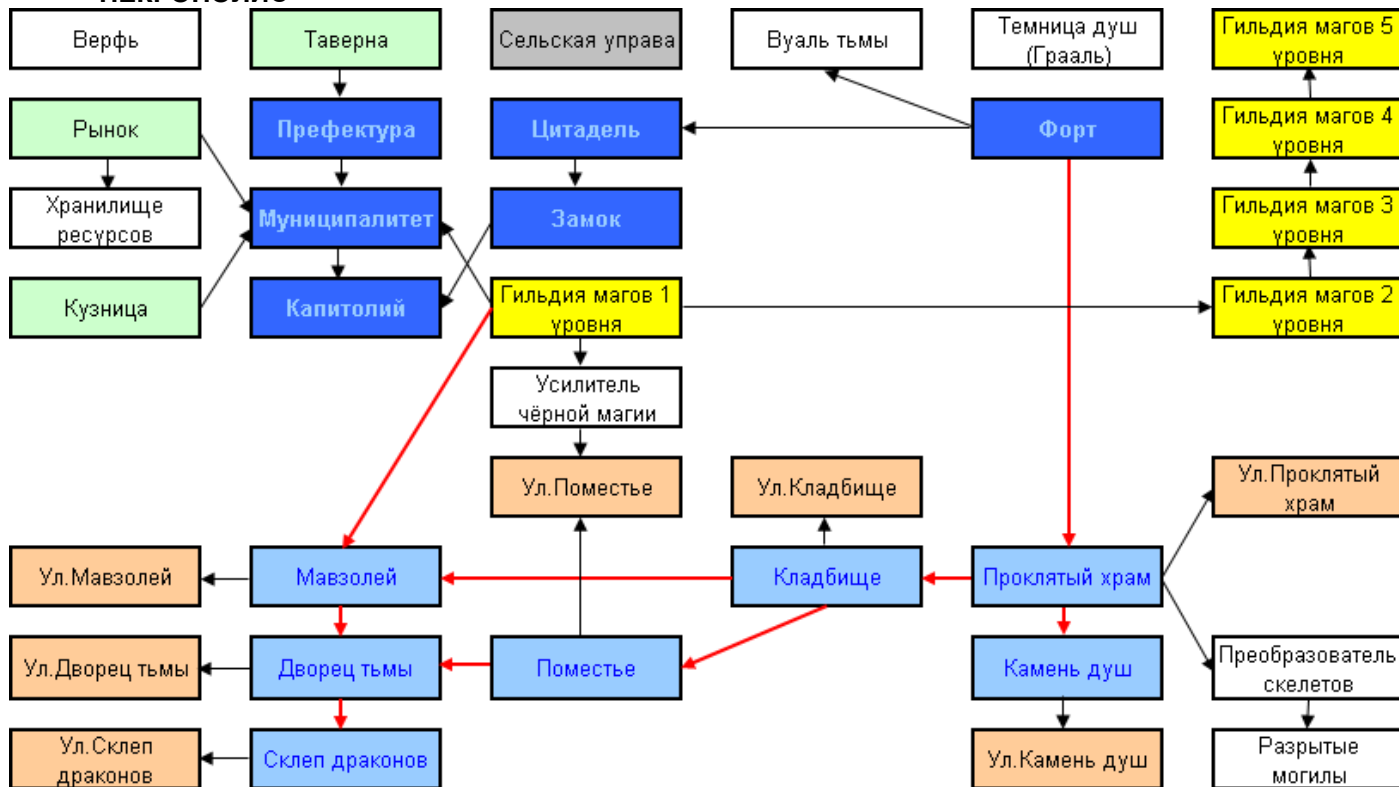 НЕКРОПОЛИС
Верфь
Таверна
Сельская управа
Вуаль тьмы
Темница душ
(Грааль)
Гильдия магов 5
уровня
Рынок
Префектура
Цитадель
Форт
Гильдия магов 4
уровня
Хранилище
ресурсов
Муниципалитет
Замок
Гильдия магов 3
уровня
Кузница
Капитолий
Гильдия магов 1
уровня
Гильдия магов 2
уровня
Усилитель
чёрной магии
Ул.Поместье
Ул.Кладбище
Ул.Проклятый
храм
Ул.Мавзолей
Мавзолей
Кладбище
Проклятый храм
Ул.Дворец тьмы
Дворец тьмы
Поместье
Камень душ
Преобразователь
скелетов
Ул.Склеп
драконов
Склеп драконов
Ул.Камень душ
Разрытые
могилы